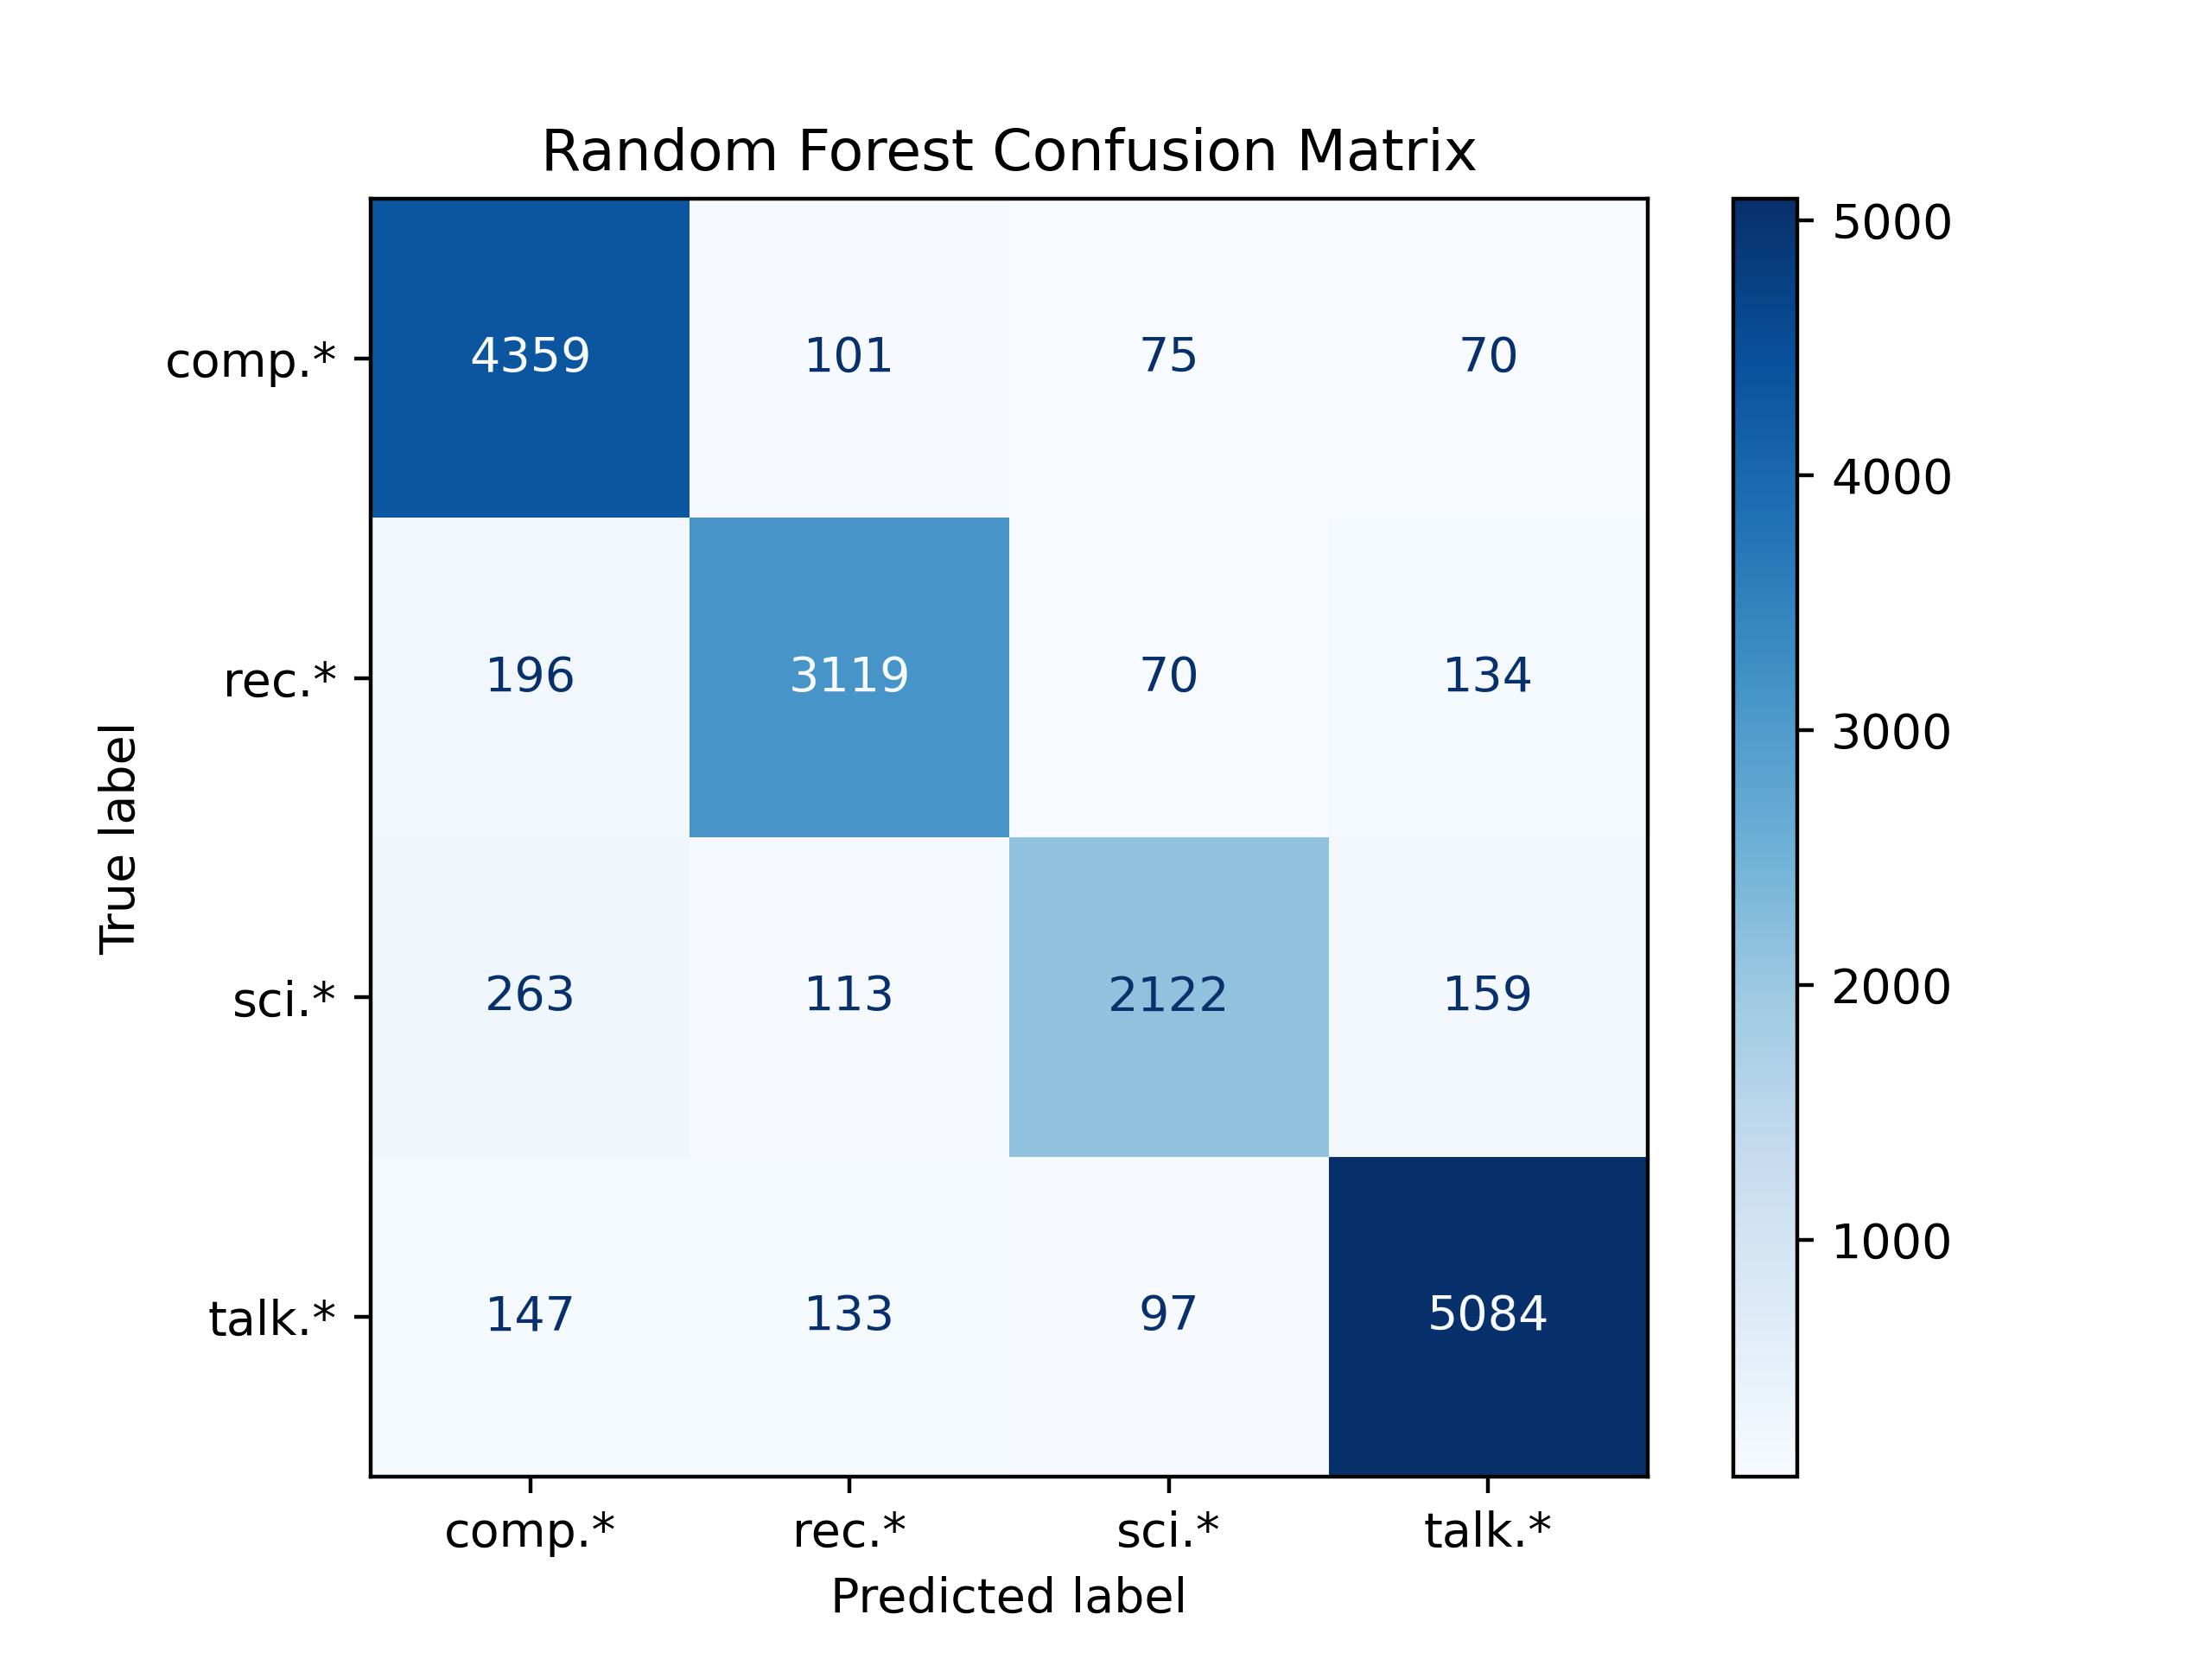 Random Forest Confusion Matrix
comp.* 4359 101 75 70
rec.* 196 3119 70 134
sci.* 263 113 2122 159
talk.* 147 133 97 5084
comp.* rec.* sci.* talk.*
Predicted label
True label
5000
4000
3000
2000
1000